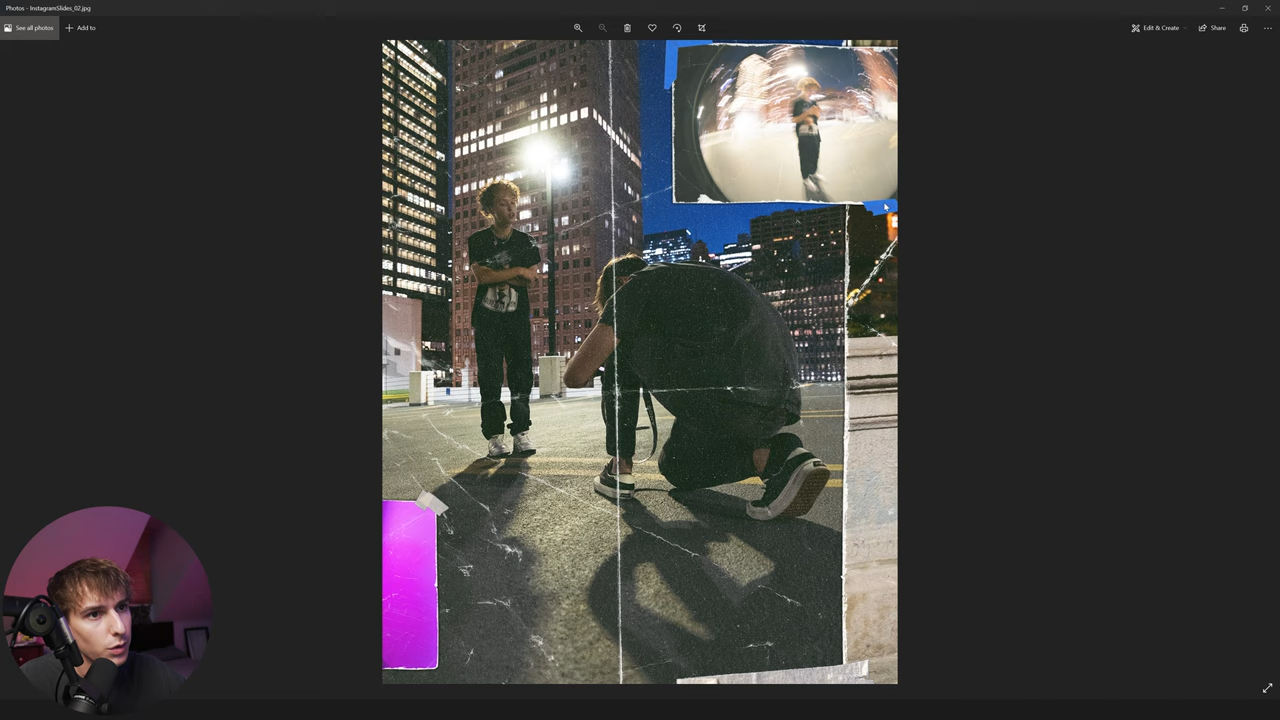 Photos - InstagramSlides_02.jpg
See all photos
Add to
Edit & Create
Share